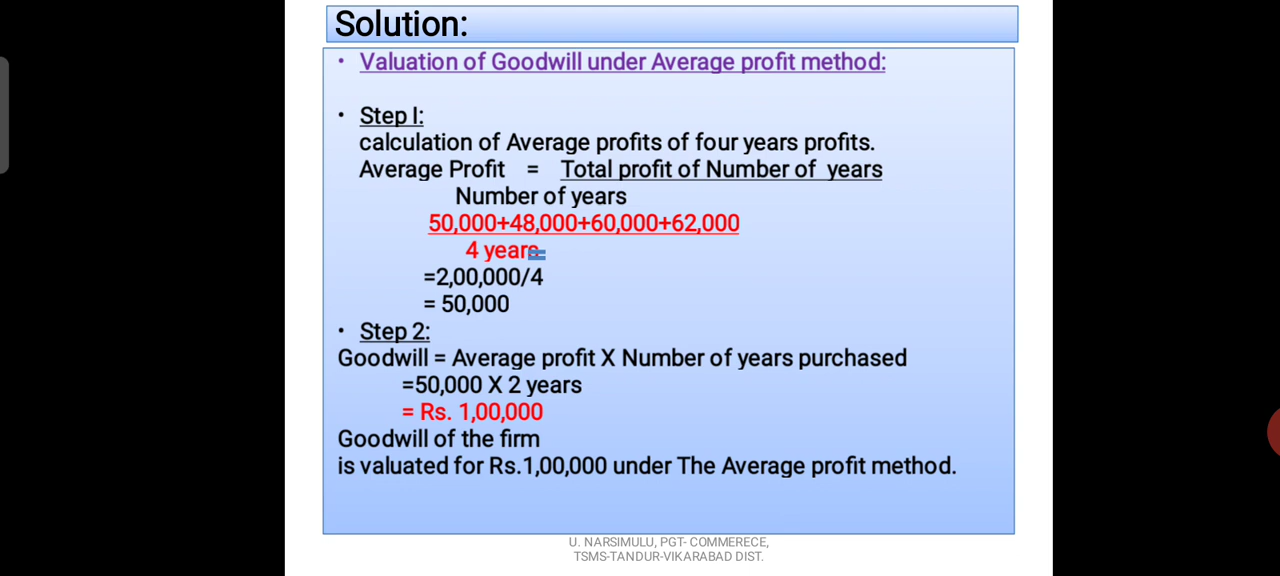 Solution:
• Valuation of Goodwill under Average profit method:
• Step I:
calculation of Average profits of four years profits.
Average Profit = Total profit of Number of years
Number of years
50,000+48,000+60,000+62,000
4 years=
=2,00,000/4
= 50,000
• Step 2:
Goodwill = Average profit X Number of years purchased
=50,000 X 2 years
= Rs. 1,00,000
Goodwill of the firm
is valuated for Rs.1,00,000 under The Average profit method.
U. NARSIMULU, PGT- COMMERECE,
TSMS-TANDUR-VIKARABAD DIST.